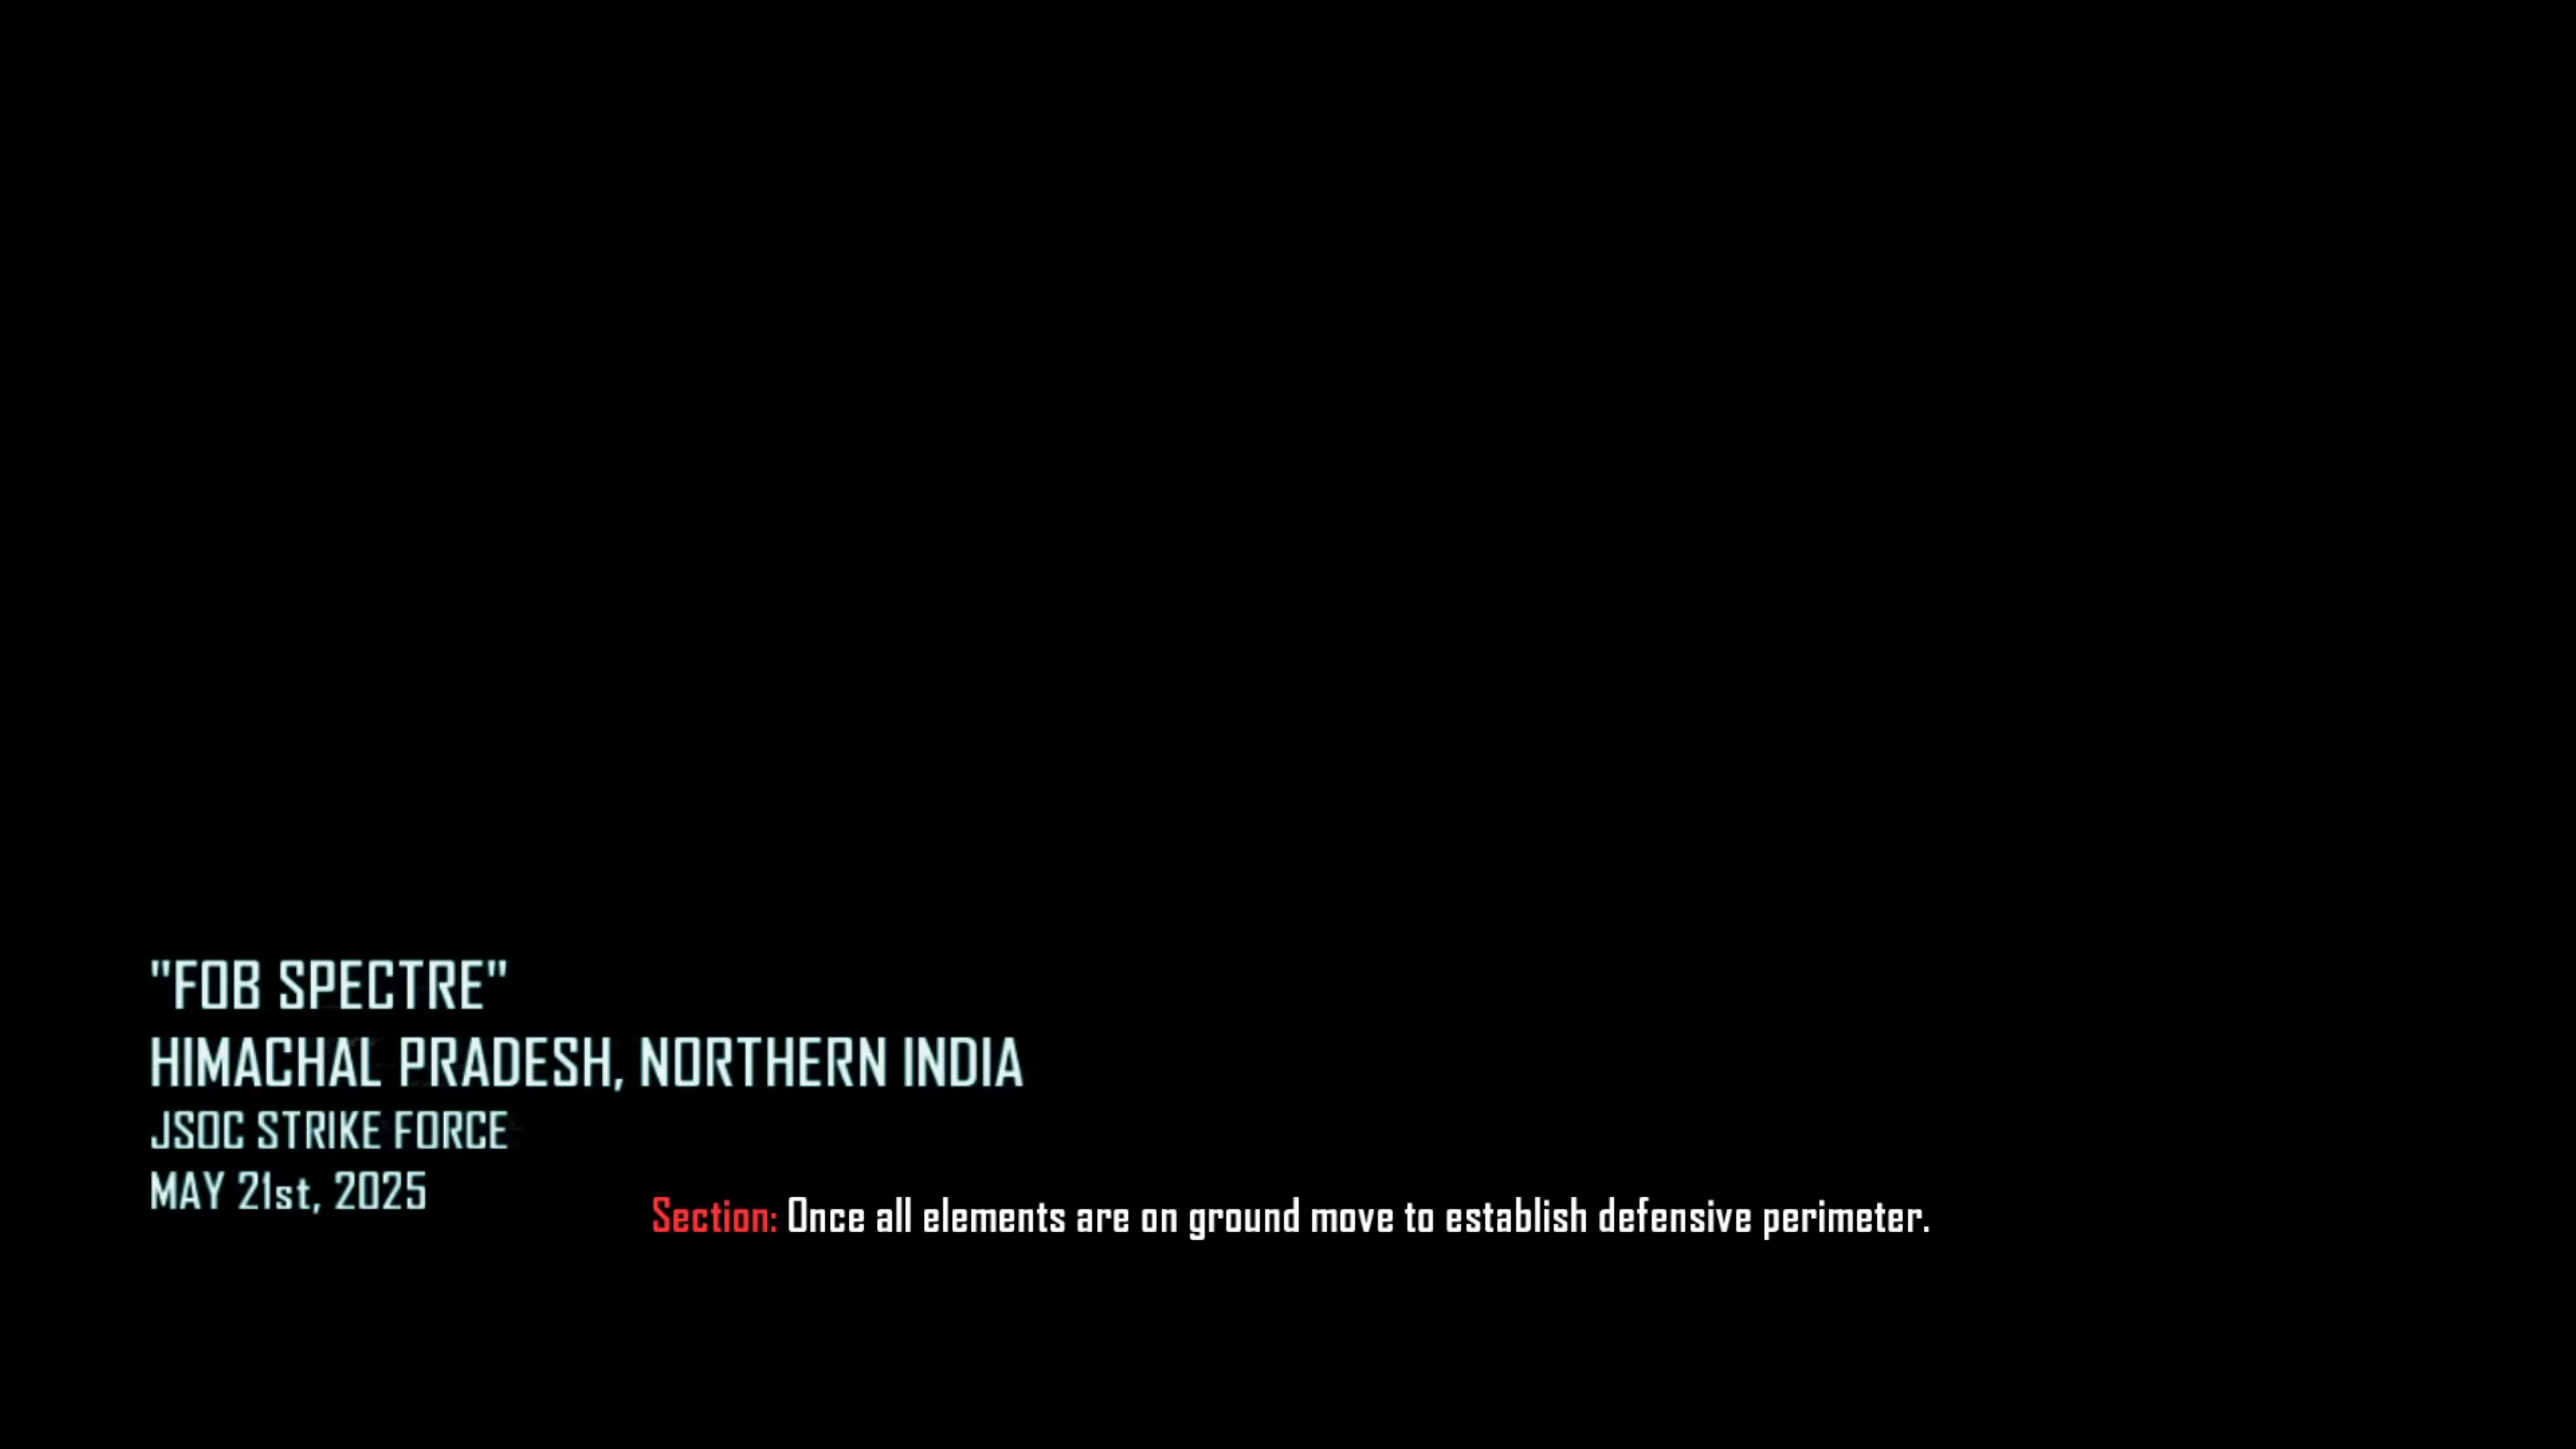 "FOB SPECTRE"
HIMACHAL PRADESH, NORTHERN INDIA
JSOC STRIKE FORCE
MAY 21st, 2025
Section: Once all elements are on ground move to establish defensive perimeter.